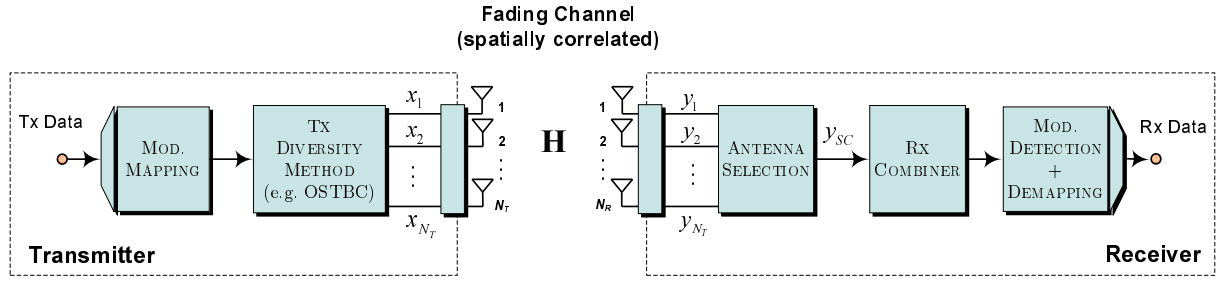 Fading Channel
(spatially correlated)
Tx Data
MOD.
MAPPING
TX
DIVERSITY
METHOD
(e.g. OSTBC)
x1
x2
⋮
xNT
1
2
⋮
NT
H
1
2
⋮
NR
y1
y2
⋮
yNT
ANTENNA
SELECTION
ySC
RX
COMBINER
MOD.
DETECTION
+
DEMAPPING
Rx Data
Transmitter
Receiver